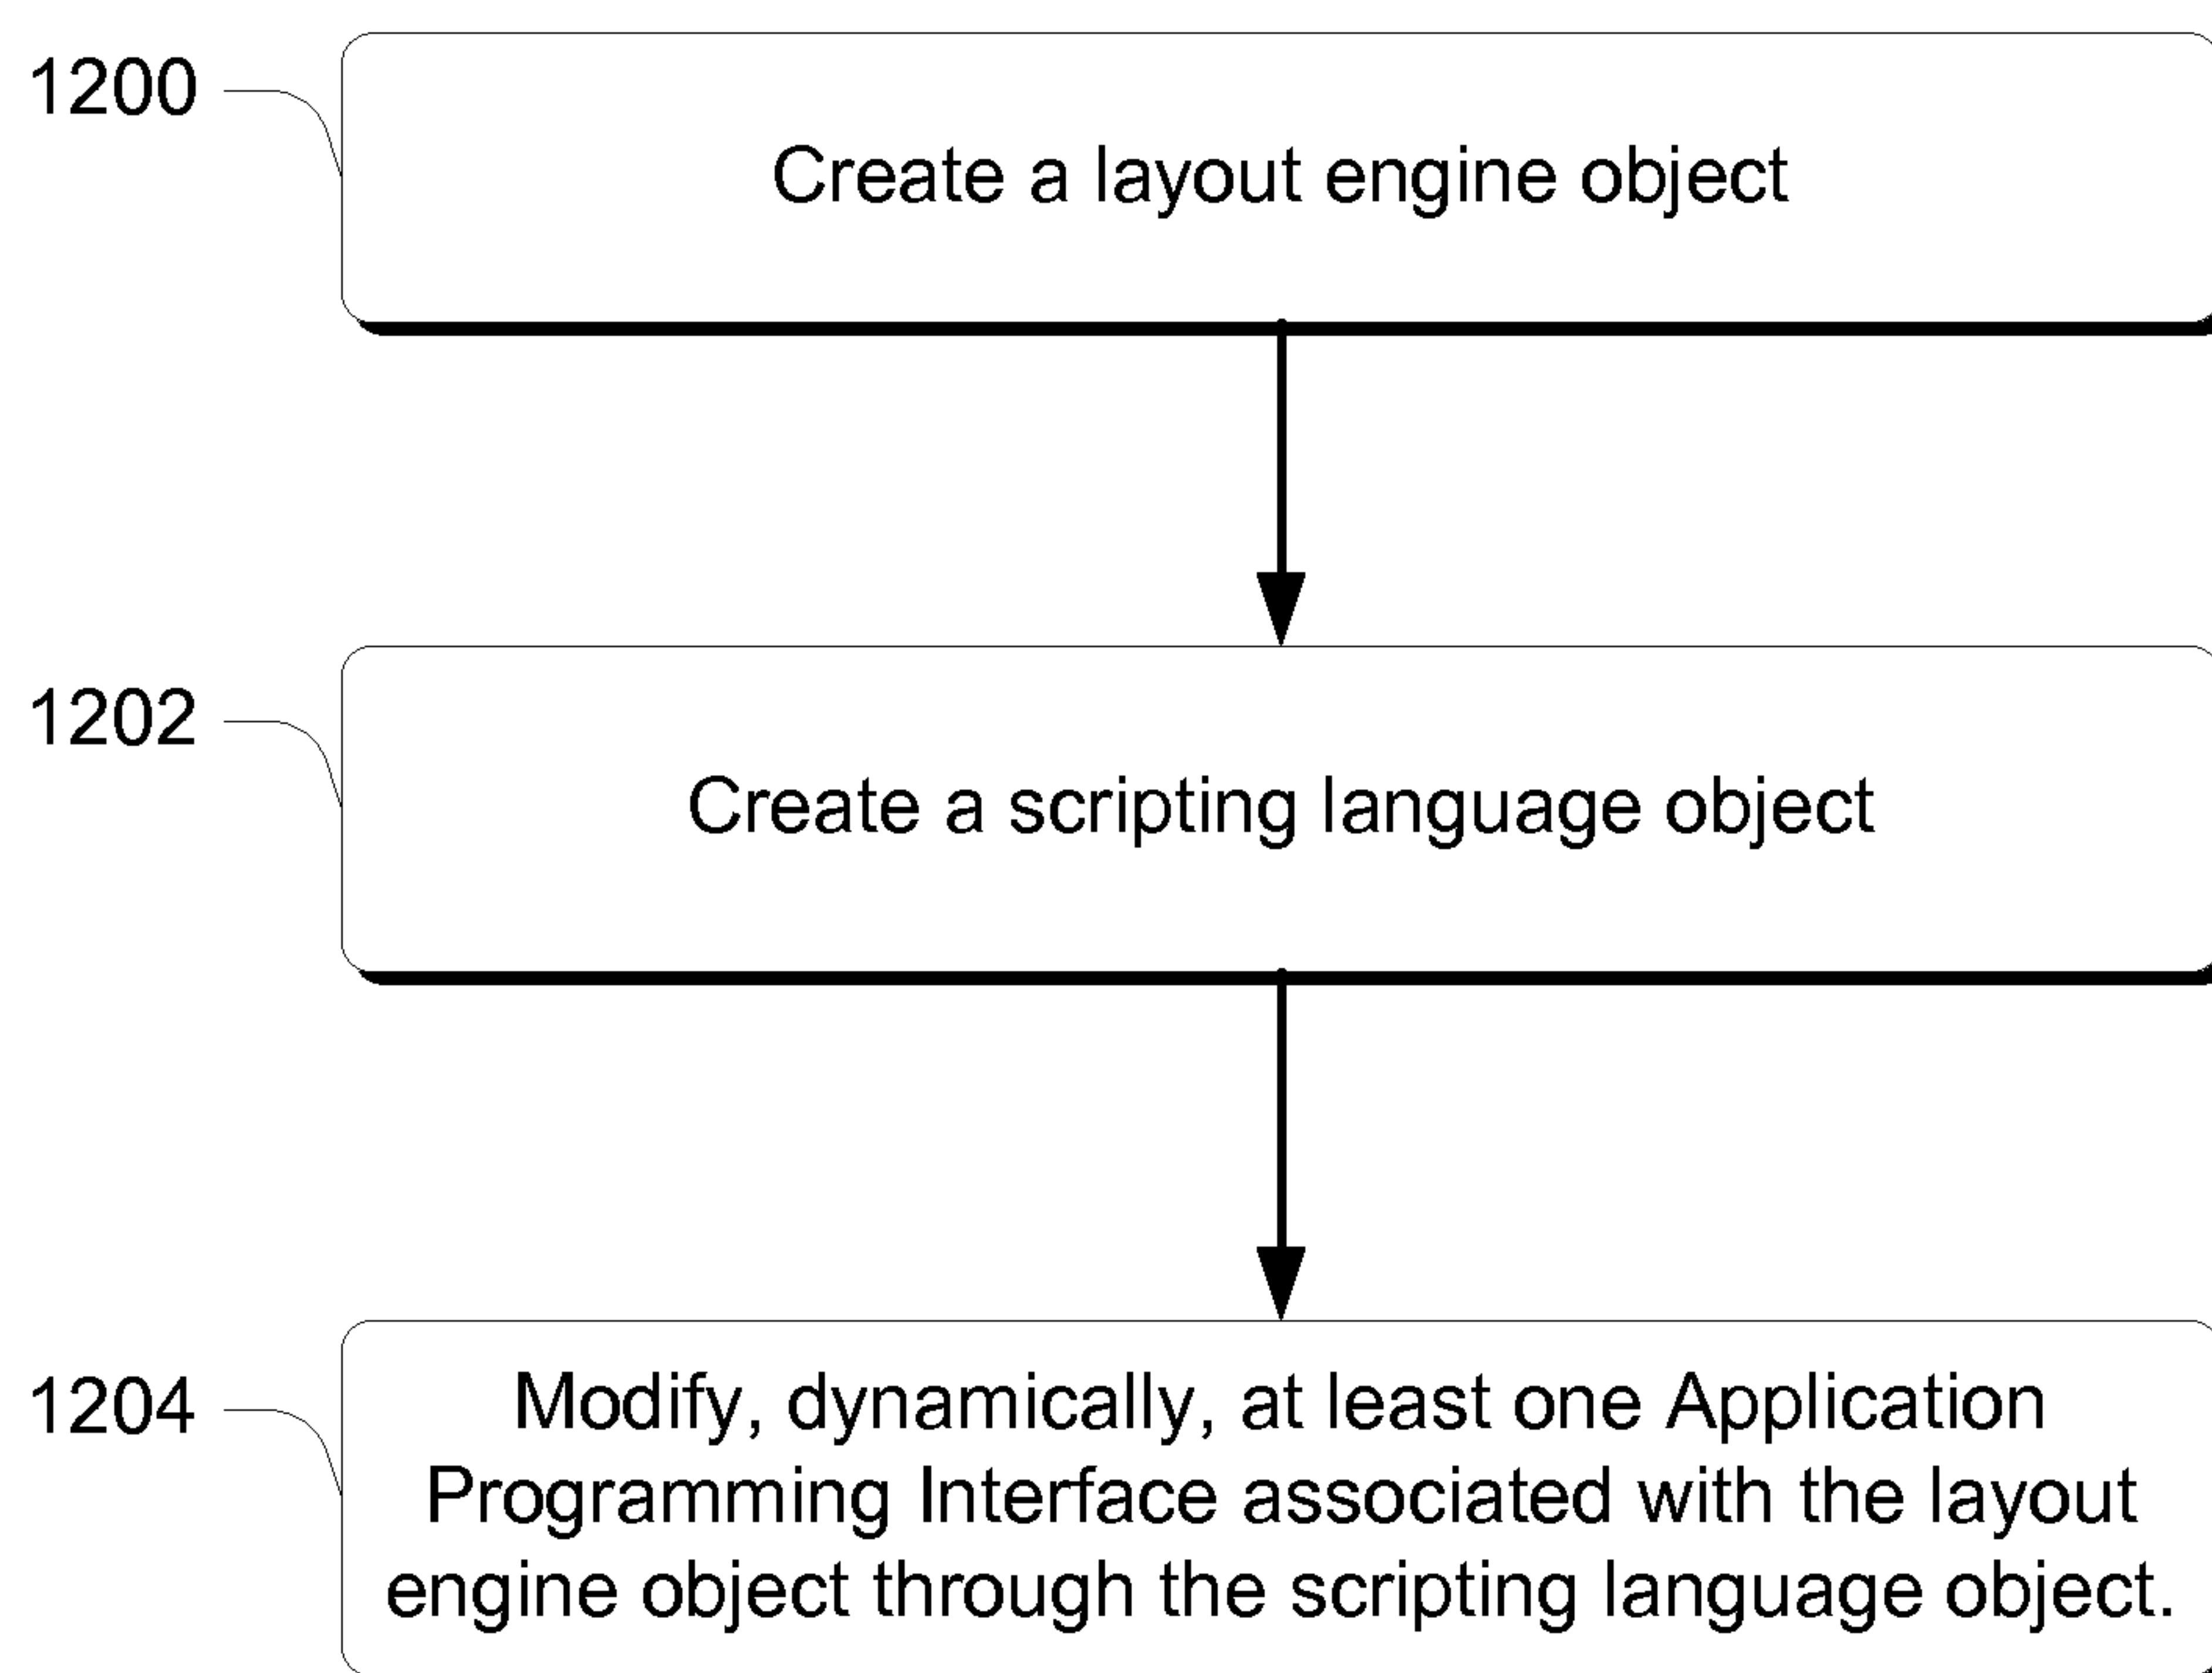 1200
Create a layout engine object
1202
Create a scripting language object
1204
Modify, dynamically, at least one Application
Programming Interface associated with the layout
engine object through the scripting language object.